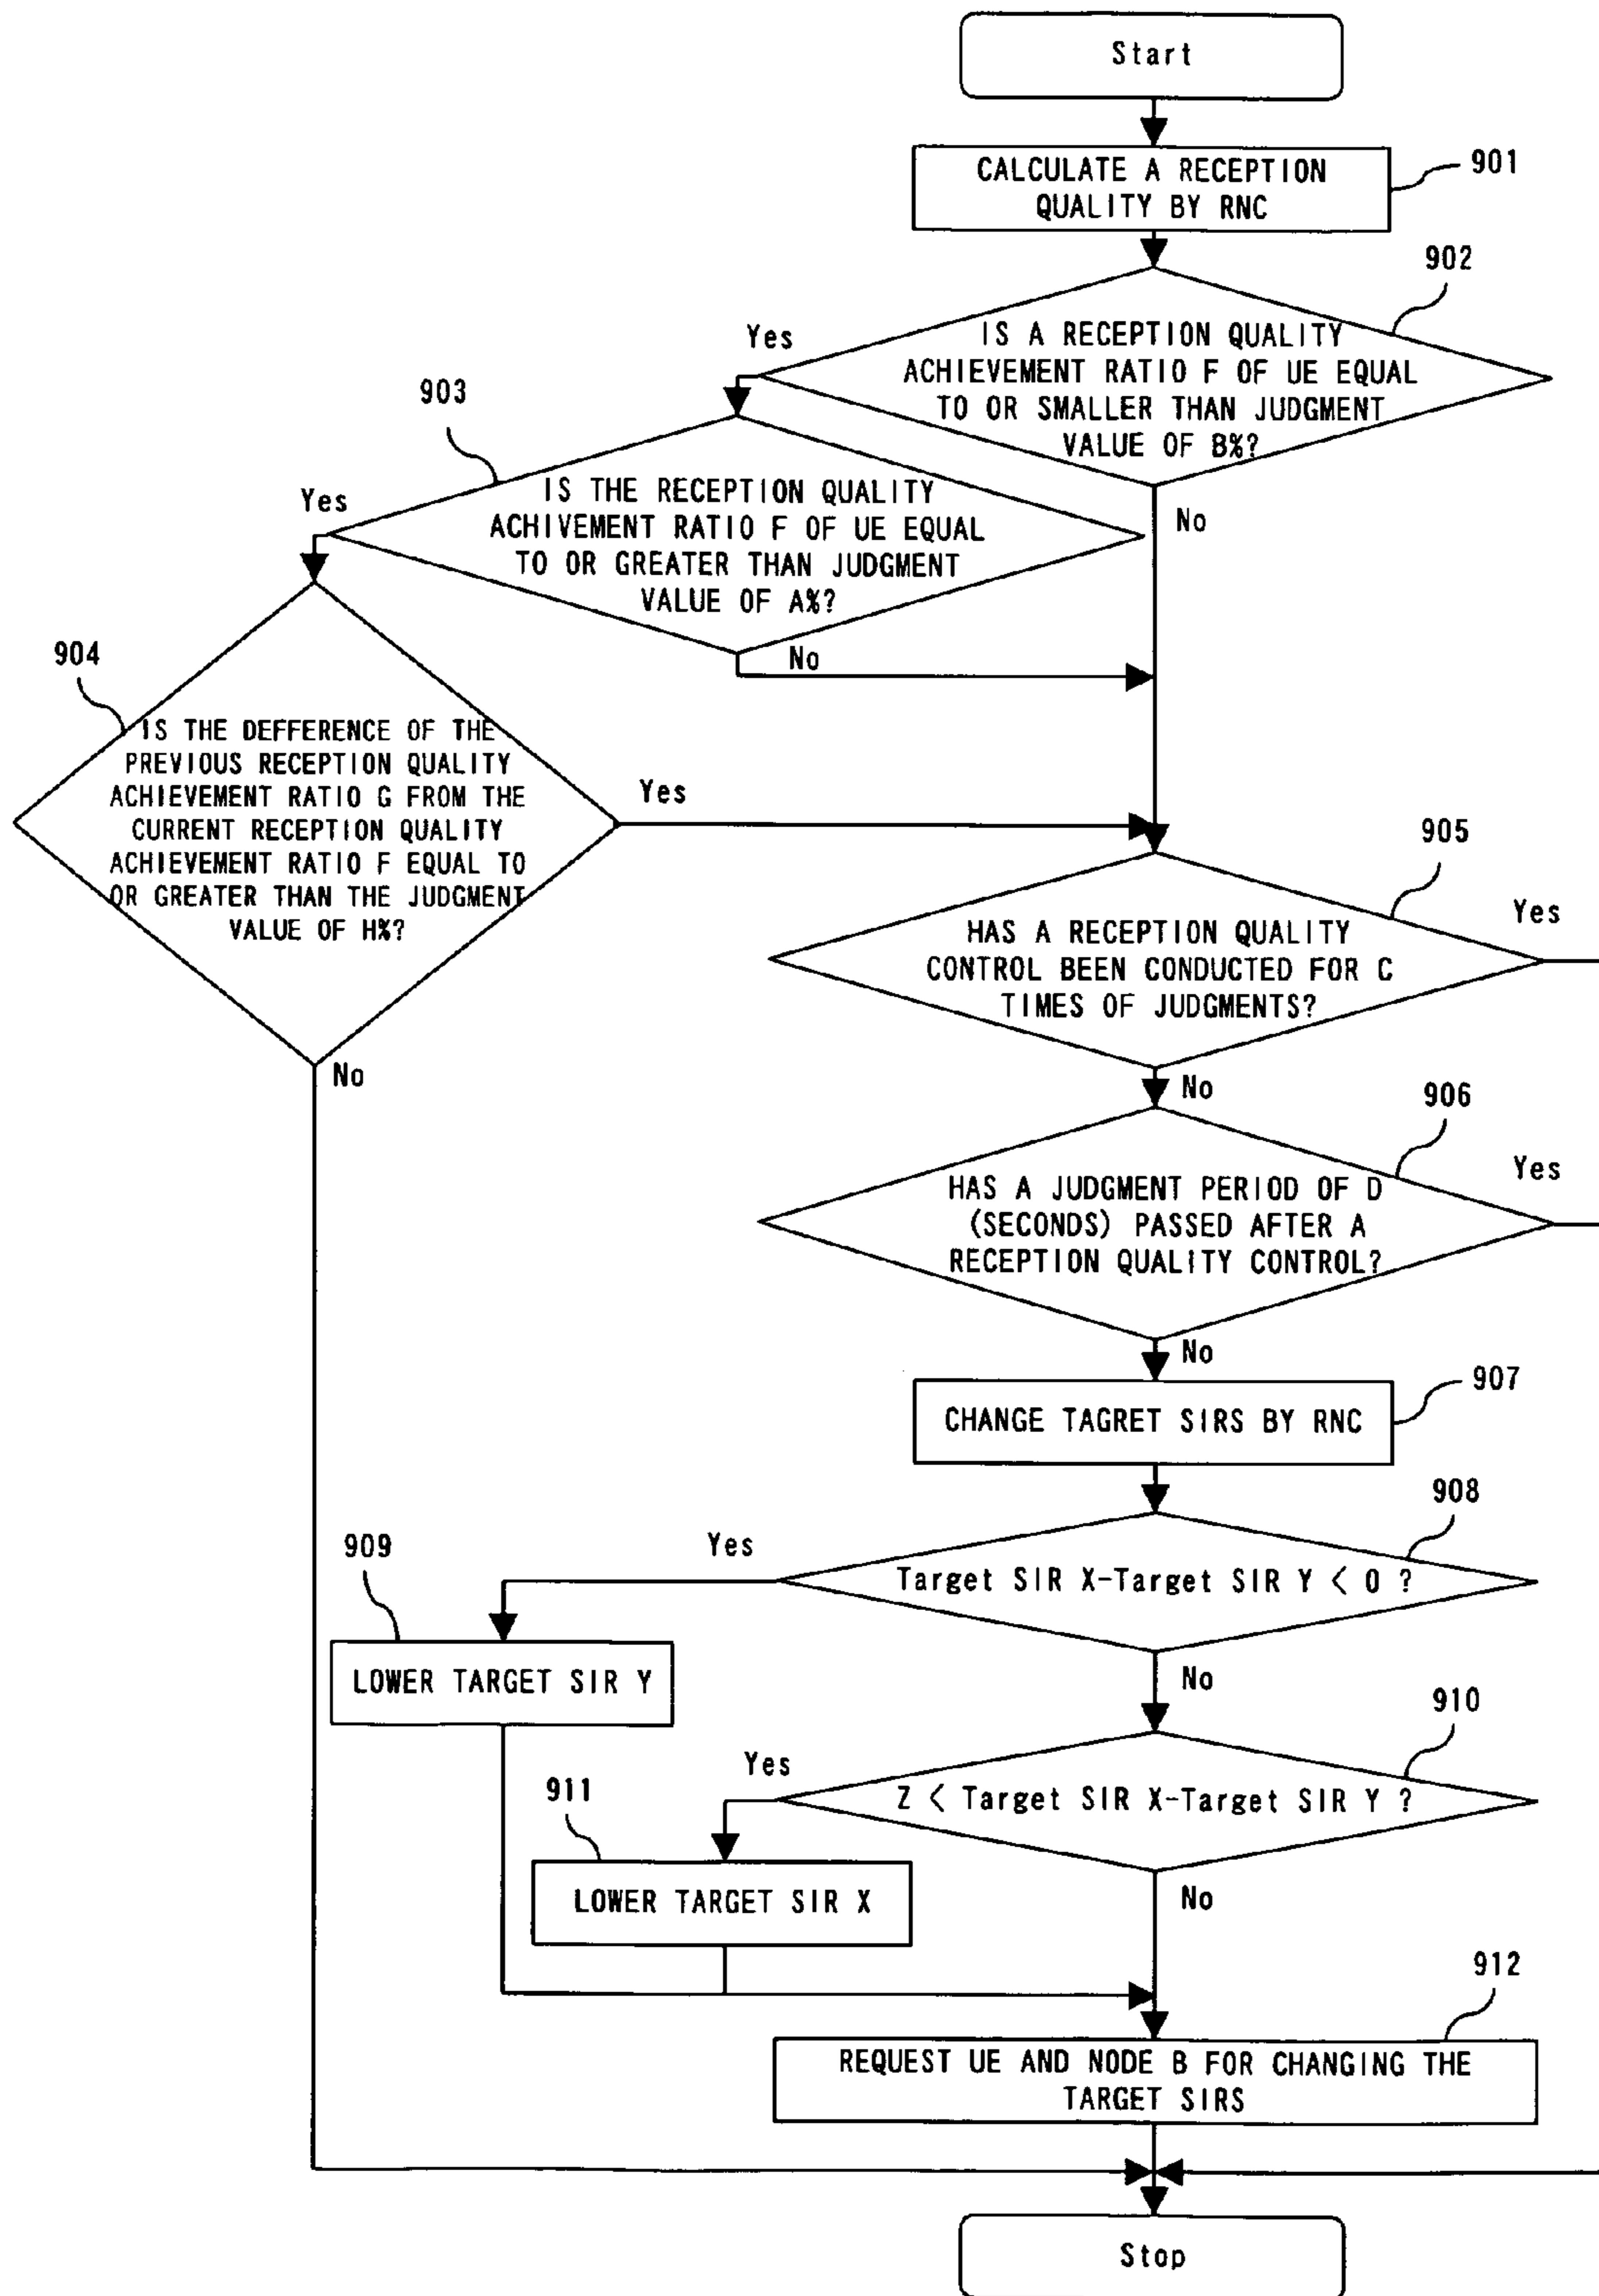 Start
CALCULATE A RECEPTION
QUALITY BY RNC
901
902
Yes
IS A RECEPTION QUALITY
ACHIEVEMENT RATIO F OF UE EQUAL
TO OR SMALLER THAN JUDGMENT
VALUE OF B%?
No
903
Yes
IS THE RECEPTION QUALITY
ACHIVEMENT RATIO F OF UE EQUAL
TO OR GREATER THAN JUDGMENT
VALUE OF A%?
No
904
IS THE DEFFERENCE OF THE
PREVIOUS RECEPTION QUALITY
ACHIEVEMENT RATIO G FROM THE
CURRENT RECEPTION QUALITY
ACHIEVEMENT RATIO F EQUAL TO
OR GREATER THAN THE JUDGMENT
VALUE OF H%?
Yes
No
905
Yes
HAS A RECEPTION QUALITY
CONTROL BEEN CONDUCTED FOR C
TIMES OF JUDGMENTS?
No
906
Yes
HAS A JUDGMENT PERIOD OF D
(SECONDS) PASSED AFTER A
RECEPTION QUALITY CONTROL?
No
907
CHANGE TAGRET SIRS BY RNC
908
Yes
Target SIR X-Target SIR Y < 0 ?
No
909
LOWER TARGET SIR Y
910
Yes
Z < Target SIR X-Target SIR Y ?
No
911
LOWER TARGET SIR X
912
REQUEST UE AND NODE B FOR CHANGING THE
TARGET SIRS
Stop